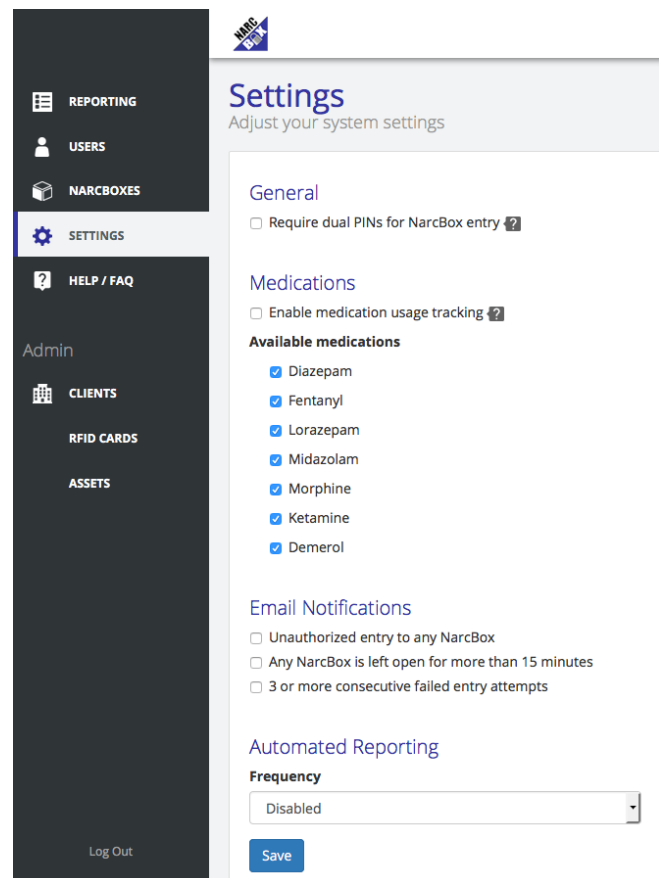 NARC
BOX
REPORTING
USERS
NARCBOXES
SETTINGS
HELP / FAQ
Admin
CLIENTS
RFID CARDS
ASSETS
Log Out
Settings
Adjust your system settings
General
Require dual PINs for NarcBox entry ?
Medications
Enable medication usage tracking ?
Available medications
Diazepam
Fentanyl
Lorazepam
Midazolam
Morphine
Ketamine
Demerol
Email Notifications
Unauthorized entry to any NarcBox
Any NarcBox is left open for more than 15 minutes
3 or more consecutive failed entry attempts
Automated Reporting
Frequency
Disabled
Save